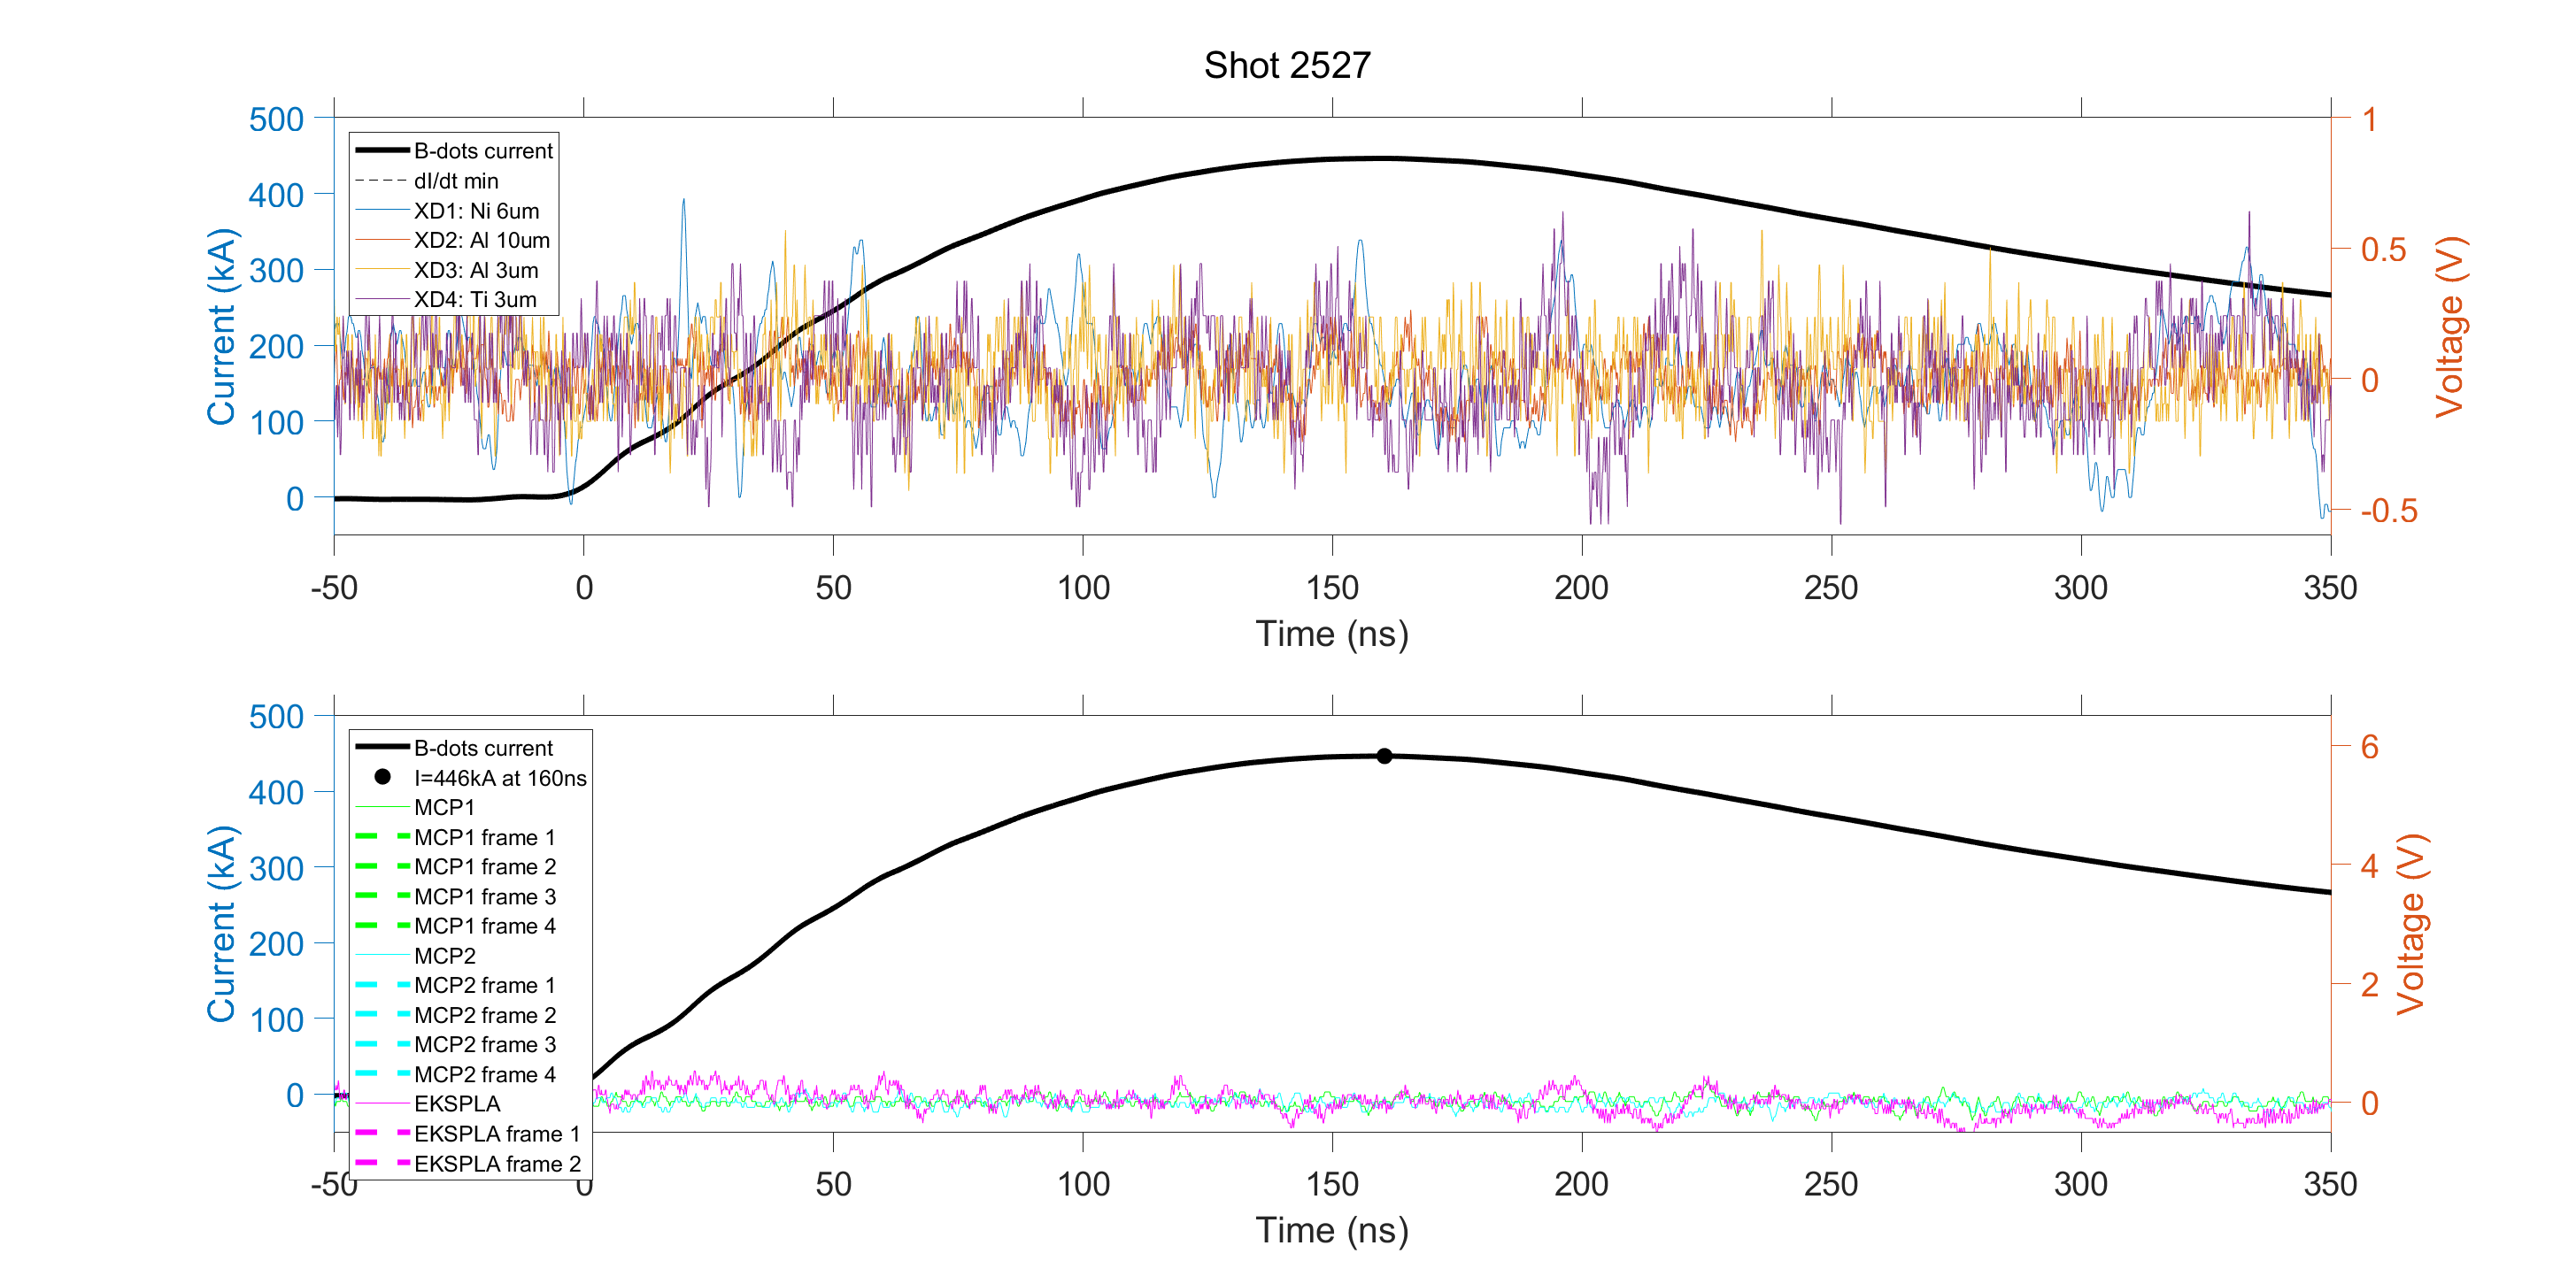 Shot 2527
500
400
300
200
100
0
Current (kA)
B-dots current
dI/dt min
XD1: Ni 6um
XD2: Al 10um
XD3: Al 3um
XD4: Ti 3um
1
0.5
0
-0.5
Voltage (V)
-50 0 50 100 150 200 250 300 350
Time (ns)
500
400
300
200
100
0
Current (kA)
B-dots current
I=446kA at 160ns
MCP1
MCP1 frame 1
MCP1 frame 2
MCP1 frame 3
MCP1 frame 4
MCP2
MCP2 frame 1
MCP2 frame 2
MCP2 frame 3
MCP2 frame 4
EKSPLA
EKSPLA frame 1
EKSPLA frame 2
6
4
2
0
Voltage (V)
-50 0 50 100 150 200 250 300 350
Time (ns)